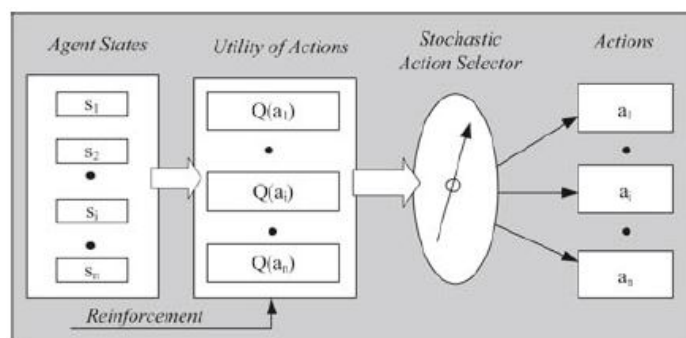 Agent States
Utility of Actions
Stochastic
Action Selector
Actions
s1
s2
si
sn
Q(a1)
Q(ai)
Q(an)
a1
ai
an
Reinforcement